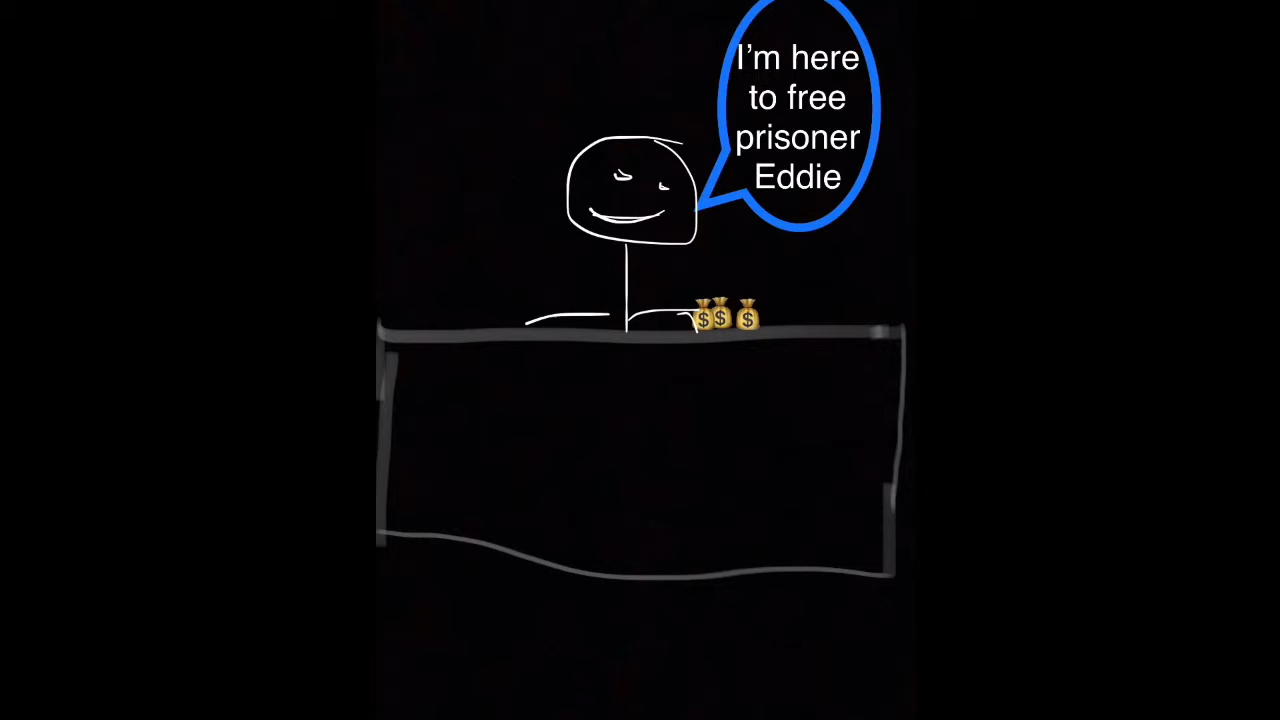 I’m here
to free
prisoner
Eddie
$
$
$